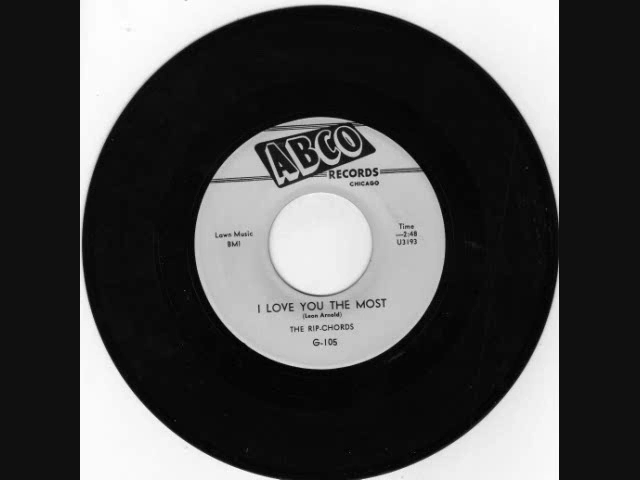 ABCO
RECORDS
CHICAGO
Lawn Music
BMI
Time
—2:48
U3193
I LOVE YOU THE MOST
(Leon Arnold)
THE RIP-CHORDS
G-105